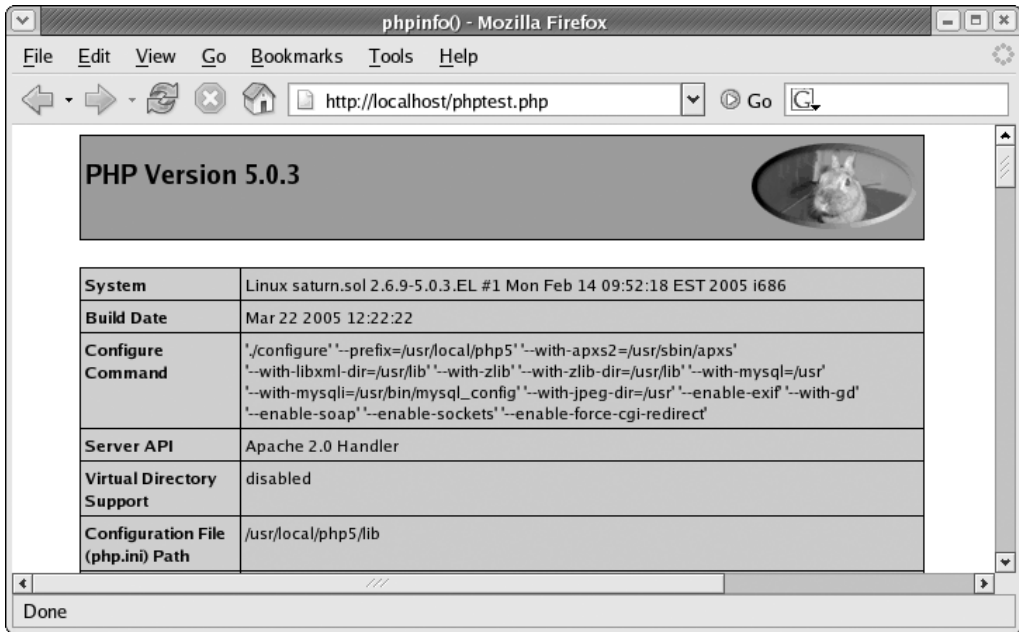 phpinfo() - Mozilla Firefox
File Edit View Go Bookmarks Tools Help
http://localhost/phptest.php Go G
PHP Version 5.0.3
System Linux saturn.sol 2.6.9-5.0.3.EL #1 Mon Feb 14 09:52:18 EST 2005 i686
Build Date Mar 22 2005 12:22:22
Configure Command
'./configure' '--prefix=/usr/local/php5' '--with-apxs2=/usr/sbin/apxs'
'--with-libxml-dir=/usr/lib' '--with-zlib' '--with-zlib-dir=/usr/lib' '--with-mysql=/usr'
'--with-mysqli=/usr/bin/mysql_config' '--with-jpeg-dir=/usr' '--enable-exif' '--with-gd'
'--enable-soap' '--enable-sockets' '--enable-force-cgi-redirect'
Server API Apache 2.0 Handler
Virtual Directory
Support
disabled
Configuration File
(php.ini) Path
/usr/local/php5/lib
Done